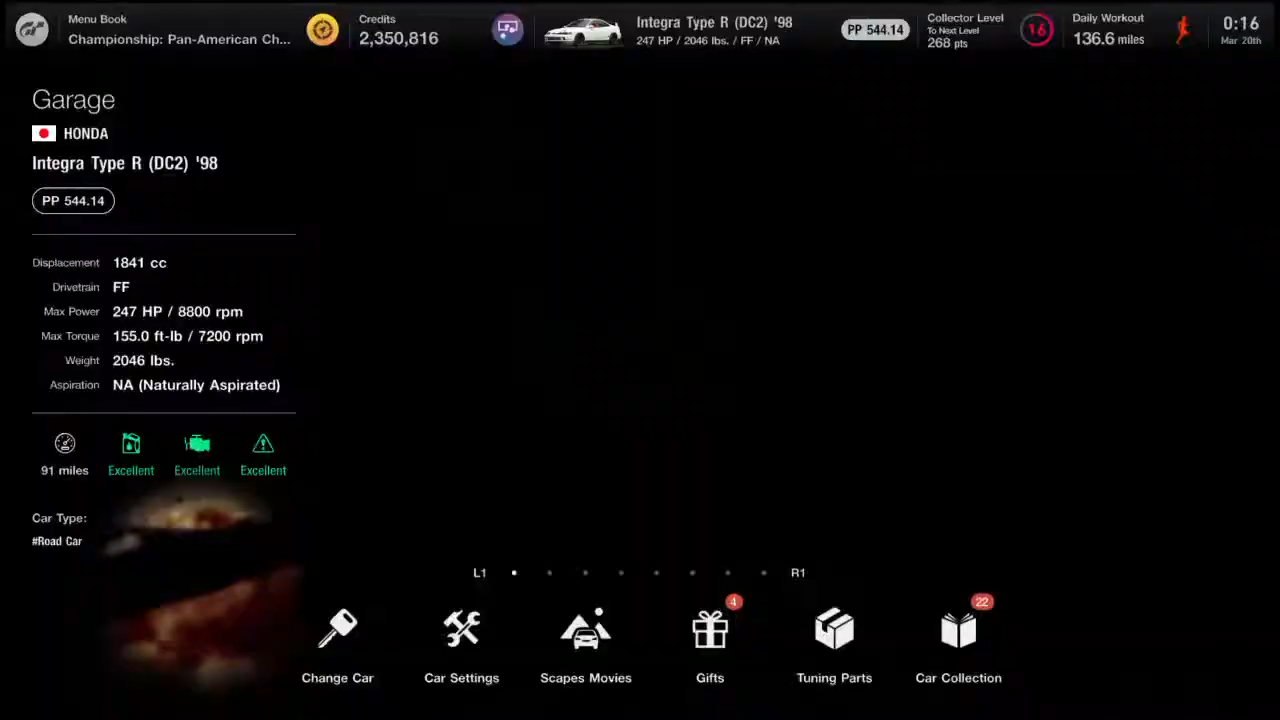 Menu Book
Championship: Pan-American Ch...
Credits
2,350,816
Integra Type R (DC2) '98
247 HP / 2046 lbs. / FF / NA
PP 544.14
Collector Level
To Next Level
268 pts
16
Daily Workout
136.6 miles
0:16
Mar 20th
Garage
HONDA
Integra Type R (DC2) '98
PP 544.14
Displacement 1841 cc
Drivetrain FF
Max Power 247 HP / 8800 rpm
Max Torque 155.0 ft-lb / 7200 rpm
Weight 2046 lbs.
Aspiration NA (Naturally Aspirated)
91 miles Excellent Excellent Excellent
Car Type:
#Road Car
L1 R1
4
22
Change Car Car Settings Scapes Movies Gifts Tuning Parts Car Collection